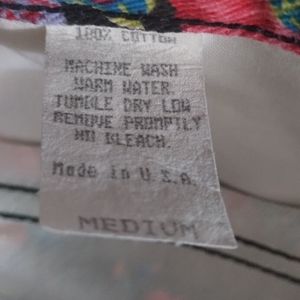 100% COTTON
MACHINE WASH
WARM WATER.
TUMBLE DRY LOW
REMOVE PROMPTLY
NO BLEACH.
Made in U.S.A.
MEDIUM